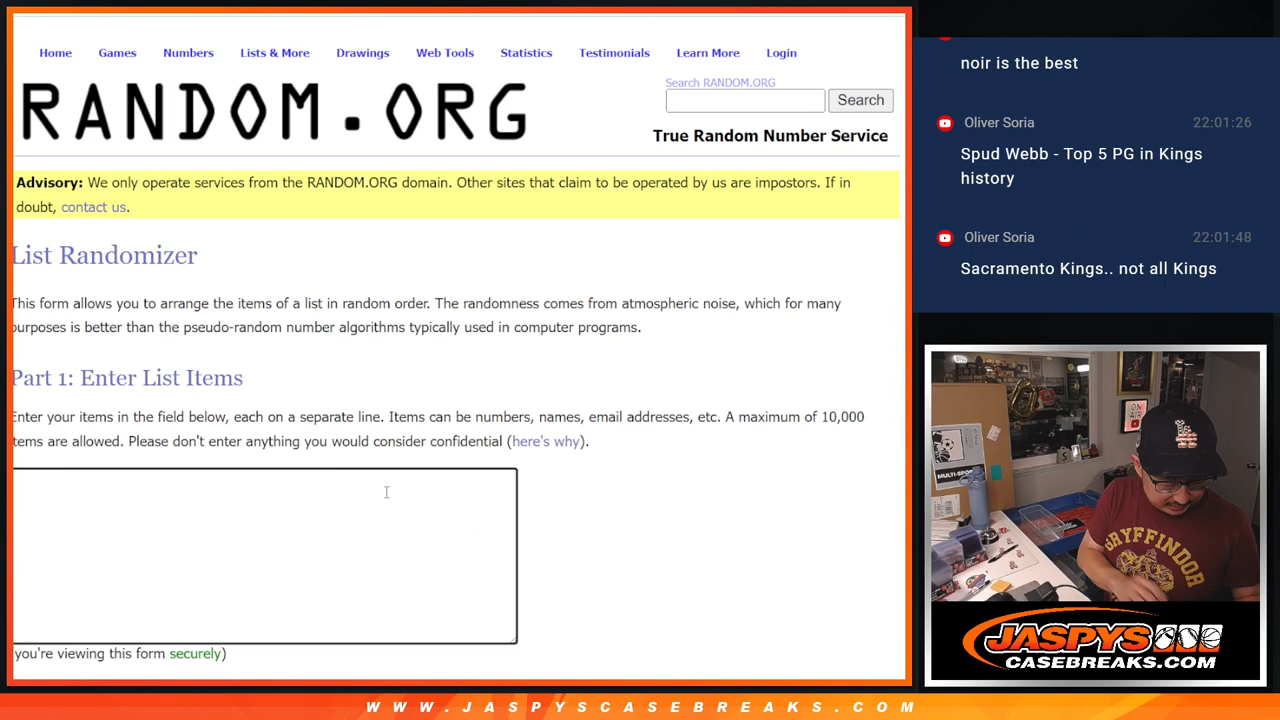 Home Games Numbers Lists & More Drawings Web Tools Statistics Testimonials Learn More Login
RANDOM.ORG
Search RANDOM.ORG
Search
True Random Number Service
Advisory: We only operate services from the RANDOM.ORG domain. Other sites that claim to be operated by us are impostors. If in
doubt, contact us.
List Randomizer
This form allows you to arrange the items of a list in random order. The randomness comes from atmospheric noise, which for many
purposes is better than the pseudo-random number algorithms typically used in computer programs.
Part 1: Enter List Items
Enter your items in the field below, each on a separate line. Items can be numbers, names, email addresses, etc. A maximum of 10,000
items are allowed. Please don't enter anything you would consider confidential (here's why).
you're viewing this form securely)
noir is the best
Oliver Soria 22:01:26
Spud Webb - Top 5 PG in Kings
history
Oliver Soria 22:01:48
Sacramento Kings.. not all Kings
ON AIR
MULTI-SPO
GRYFFINDOR
JASPYS
CASEBREAKS.COM
WWW.JASPYSCASEBREAKS.COM